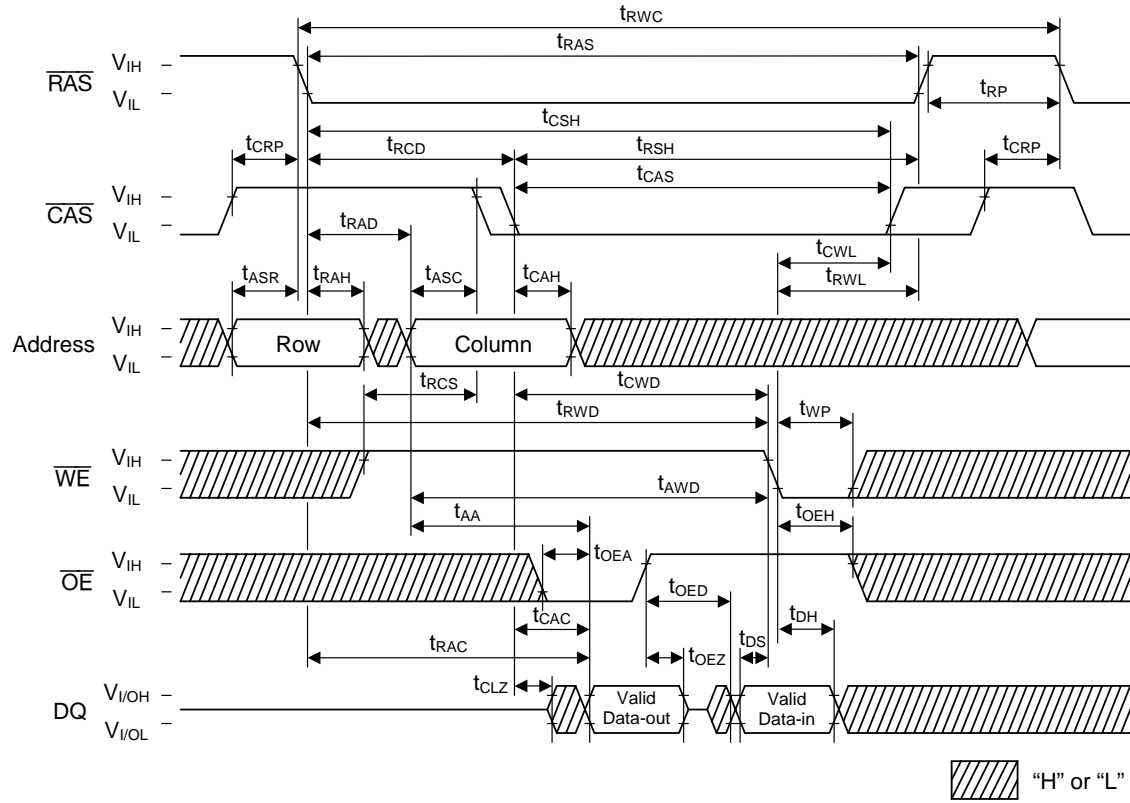 tRWC
tRAS
RAS
VIH
VIL
tRP
tCSH
tCRP
tRCD
tRSH
tCRP
tCAS
CAS
VIH
VIL
tRAD
tCWL
tASR
tRAH
tASC
tCAH
tRWL
Address
VIH
VIL
Row
Column
tRCS
tCWD
tRWD
tWP
WE
VIH
VIL
tAWD
tAA
tOEH
tOEA
OE
VIH
VIL
tOED
tCAC
tDS
tDH
tRAC
tOEZ
tCLZ
DQ
VI/OH
VI/OL
Valid
Data-out
Valid
Data-in
“H” or “L”